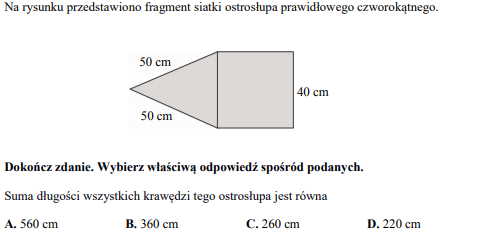 Na rysunku przedstawiono fragment siatki ostrosłupa prawidłowego czworokątnego.
50 cm
40 cm
50 cm
Dokończ zdanie. Wybierz właściwą odpowiedź spośród podanych.
Suma długości wszystkich krawędzi tego ostrosłupa jest równa
A. 560 cm B. 360 cm C. 260 cm D. 220 cm